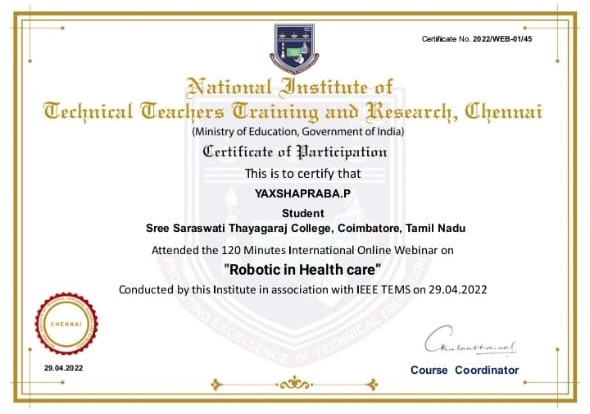 Certificate No. 2022/WEB-01/45
National Institute of
Technical Teachers Training and Research, Chennai
(Ministry of Education, Government of India)
Certificate of Participation
This is to certify that
YAXSHAPRABA.P
Student
Sree Saraswati Thayagaraj College, Coimbatore, Tamil Nadu
Attended the 120 Minutes International Online Webinar on
"Robotic in Health care"
Conducted by this Institute in association with IEEE TEMS on 29.04.2022
CHENNAI
29.04.2022
Course Coordinator